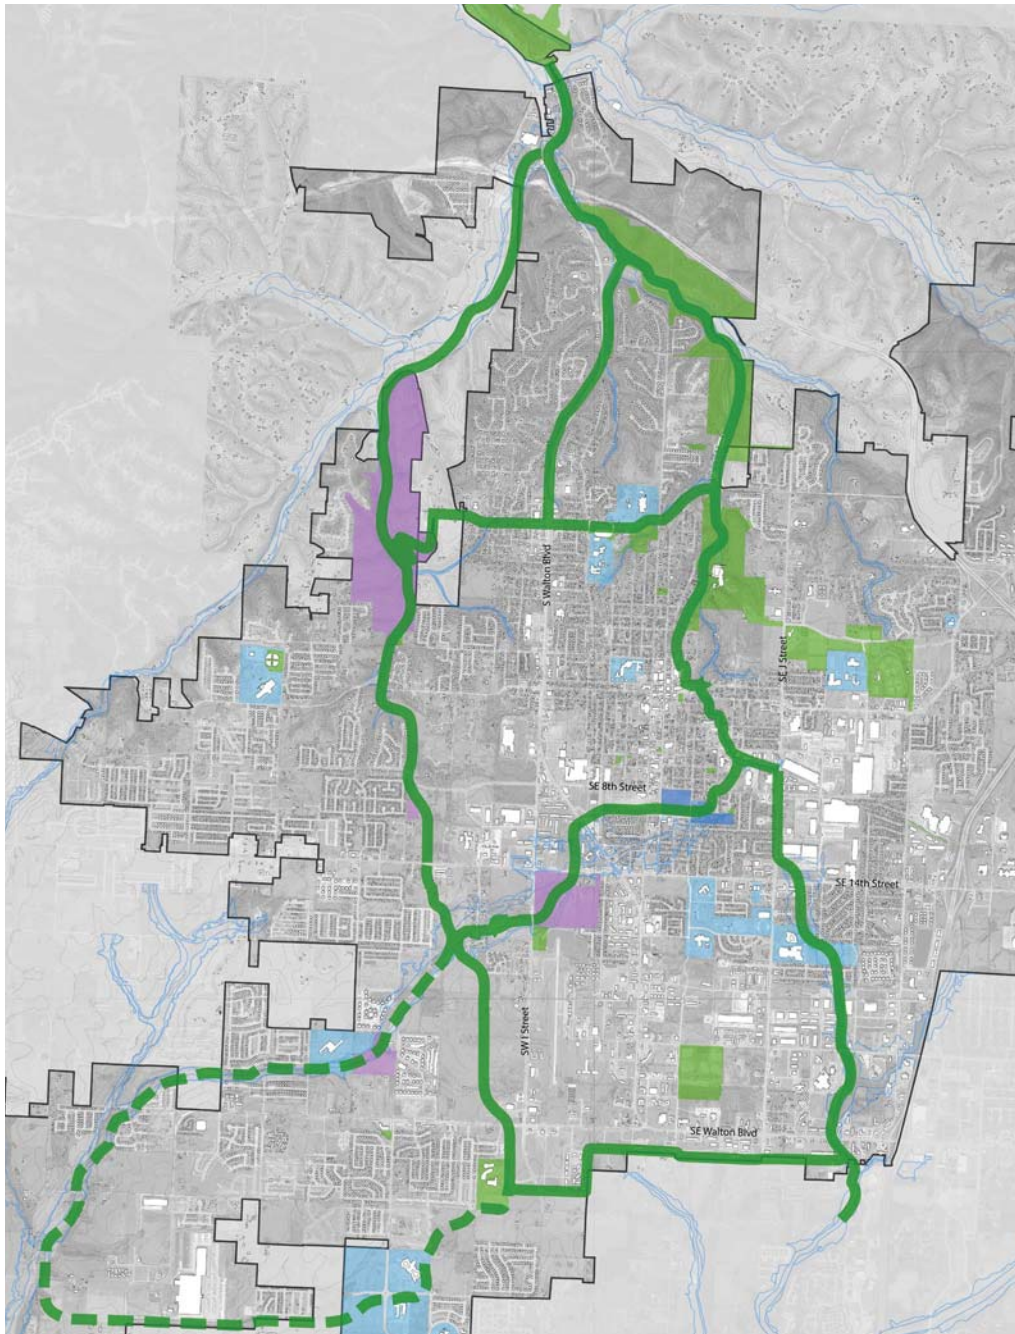 S Walton Blvd
SE J Street
SE 8th Street
SE 14th Street
SW I Street
SE Walton Blvd